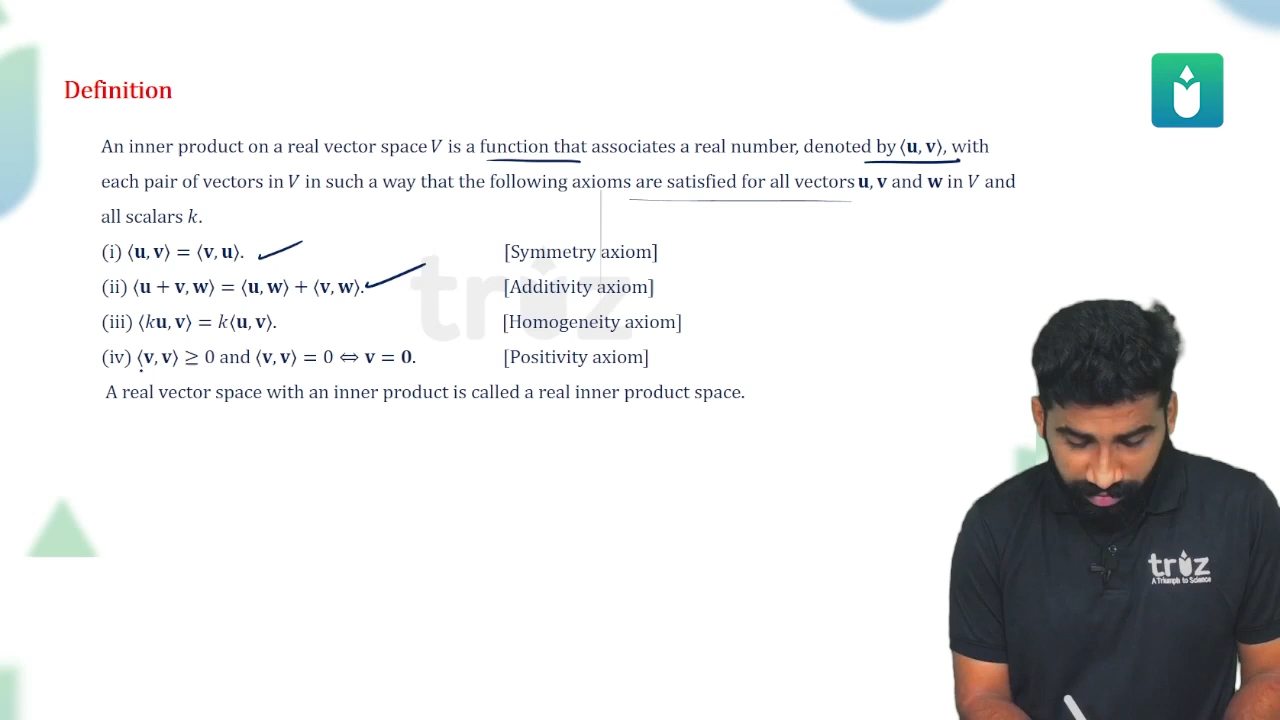 Definition
An inner product on a real vector space V is a function that associates a real number, denoted by ⟨u, v⟩, with
each pair of vectors in V in such a way that the following axioms are satisfied for all vectors u, v and w in V and
all scalars k.
(i) ⟨u, v⟩ = ⟨v, u⟩. [Symmetry axiom]
(ii) ⟨u + v, w⟩ = ⟨u, w⟩ + ⟨v, w⟩. [Additivity axiom]
(iii) ⟨ku, v⟩ = k⟨u, v⟩. [Homogeneity axiom]
(iv) ⟨v, v⟩ ≥ 0 and ⟨v, v⟩ = 0 ⇔ v = 0. [Positivity axiom]
A real vector space with an inner product is called a real inner product space.
truz
truz
A Triumph to Science